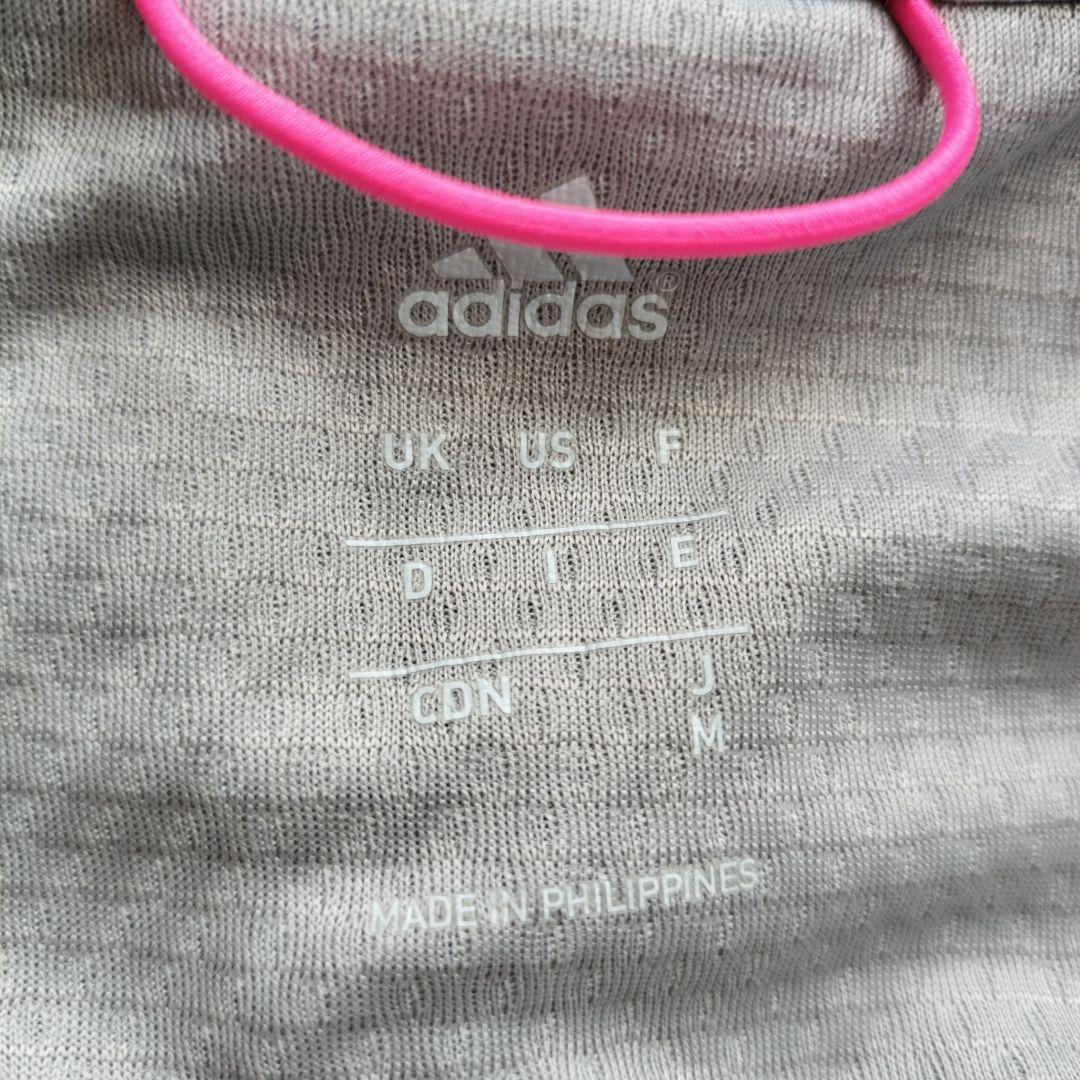 adidas
UK US F
D I E
CDN J
M
MADE IN PHILIPPINES